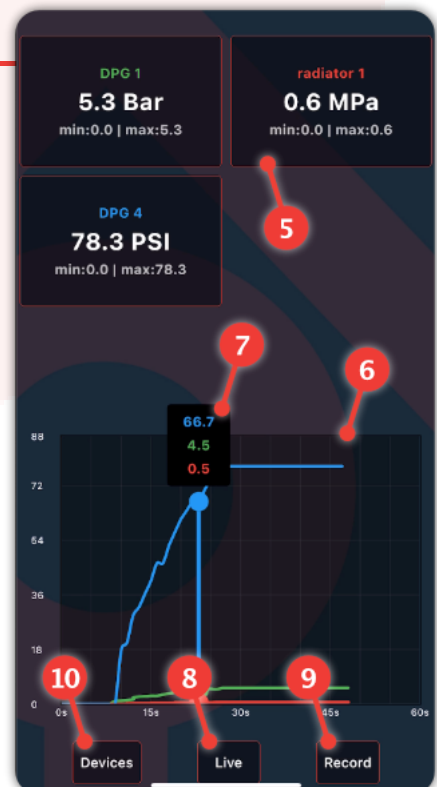 DPG 1
5.3 Bar
min:0.0 | max:5.3
radiator 1
0.6 MPa
min:0.0 | max:0.6
5
DPG 4
78.3 PSI
min:0.0 | max:78.3
7
6
66.7
4.5
0.5
88
72
54
36
18
0
0s
15s
30s
45s
60s
10
8
9
Devices
Live
Record